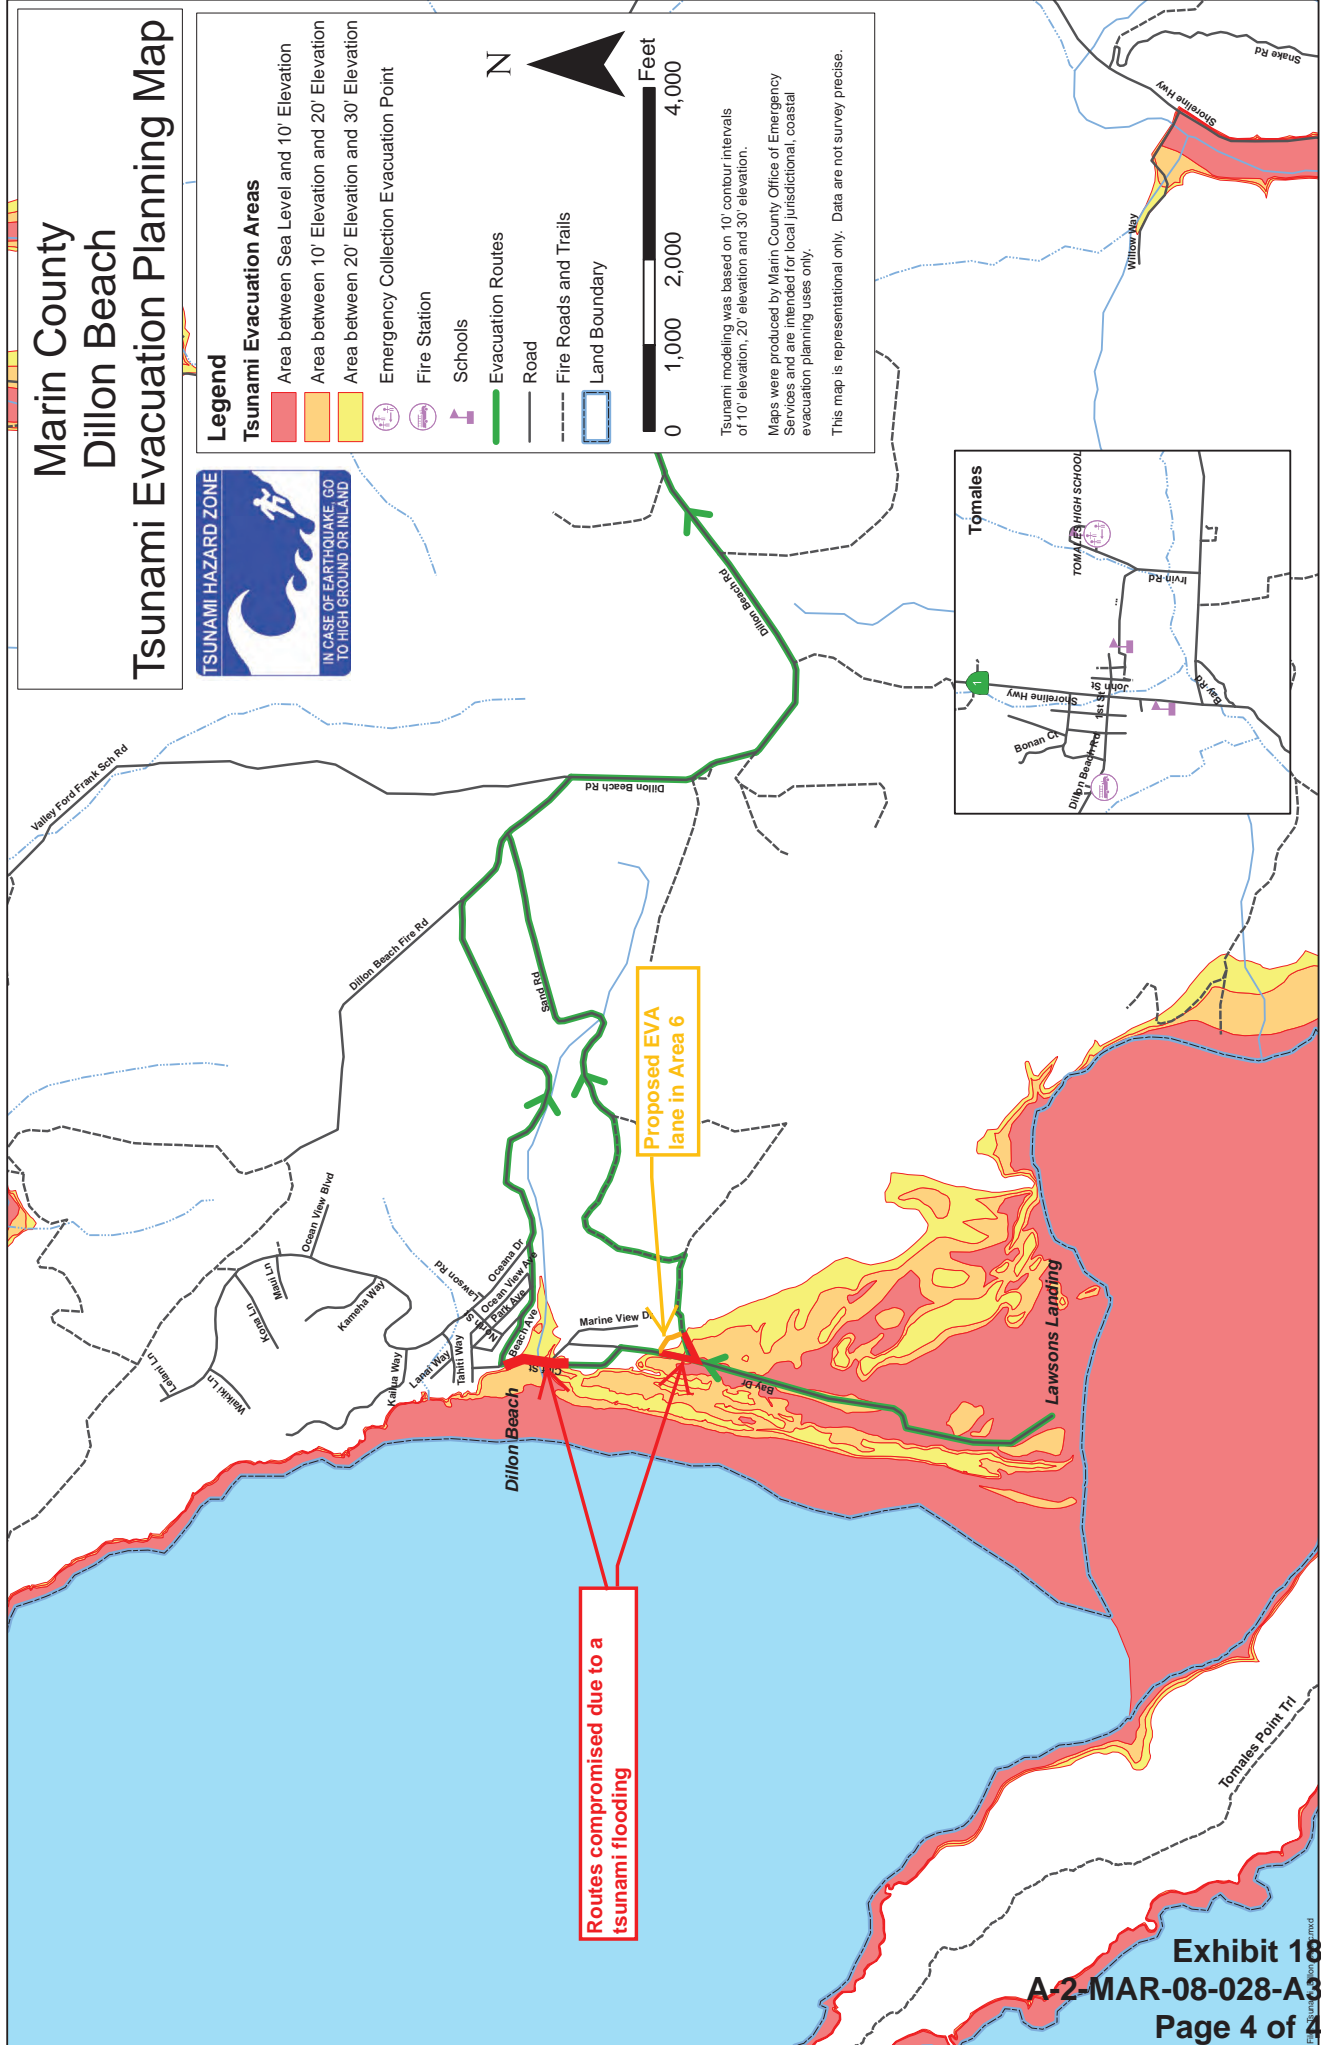 Marin County
Dillon Beach
Tsunami Evacuation Planning Map
TSUNAMI HAZARD ZONE
IN CASE OF EARTHQUAKE, GO
TO HIGH GROUND OR INLAND
Legend
Tsunami Evacuation Areas
Area between Sea Level and 10' Elevation
Area between 10' Elevation and 20' Elevation
Area between 20' Elevation and 30' Elevation
Emergency Collection Evacuation Point
Fire Station
Schools
Evacuation Routes
Road
Fire Roads and Trails
Land Boundary
N
0 1,000 2,000 4,000
Feet
Tsunami modeling was based on 10' contour intervals
of 10' elevation, 20' elevation and 30' elevation.
Maps were produced by Marin County Office of Emergency
Services and are intended for local jurisdictional, coastal
evacuation planning uses only.
This map is representational only. Data are not survey precise.
Valley Ford Frank Sch Rd
Dillon Beach Rd
Dillon Beach Rd
Dillon Beach Fire Rd
Sand Rd
Ocean View Blvd
Maui Ln
Kona Ln
Kameha Way
Leiani Ln
Waikiki Ln
Kailua Way
Lanai Way
Tahiti Way
Lawson Rd
Oceana Dr
Ocean View Ave
Park Ave
North S
Beach Ave
Marine View D
Bay Dr
Dillon Beach
Lawsons Landing
Proposed EVA
lane in Area 6
Routes compromised due to a
tsunami flooding
Tomales Point Trl
Snake Rd
Shoreline Hwy
Willow Way
Tomales
TOMALES HIGH SCHOOL
Irvin Rd
...
1
Shoreline Hwy
John St
1st St
Bay Rd
Bonan Ct
Dillon Beach Rd
Exhibit 18
A-2-MAR-08-028-A3
Page 4 of 4